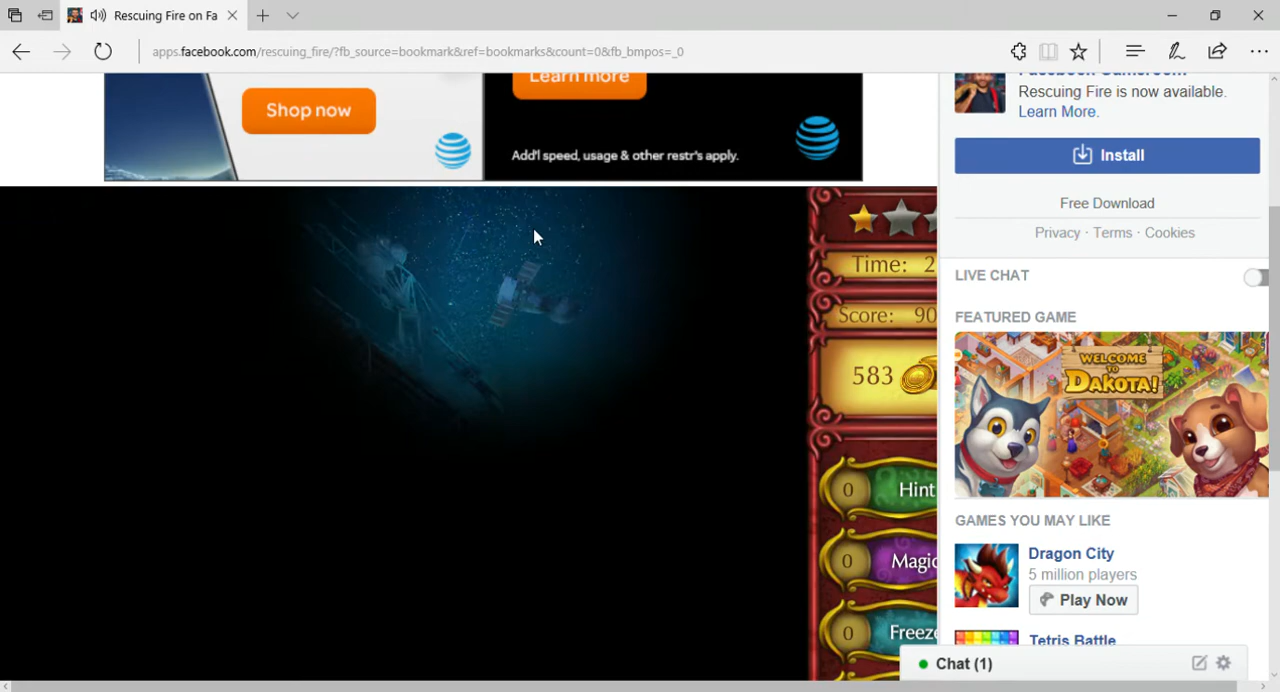 Rescuing Fire on Fa
apps.facebook.com/rescuing_fire/?fb_source=bookmark&ref=bookmarks&count=0&fb_bmpos=_0
Shop now
Learn more
Add'l speed, usage & other restr's apply.
Rescuing Fire is now available.
Learn More.
Install
Free Download
Privacy · Terms · Cookies
Time: 2
Score: 90
583
0 Hint
0 Magic
0 Freeze
LIVE CHAT
FEATURED GAME
WELCOME
TO
DAKOTA!
GAMES YOU MAY LIKE
Dragon City
5 million players
Play Now
Tetris Battle
Chat (1)